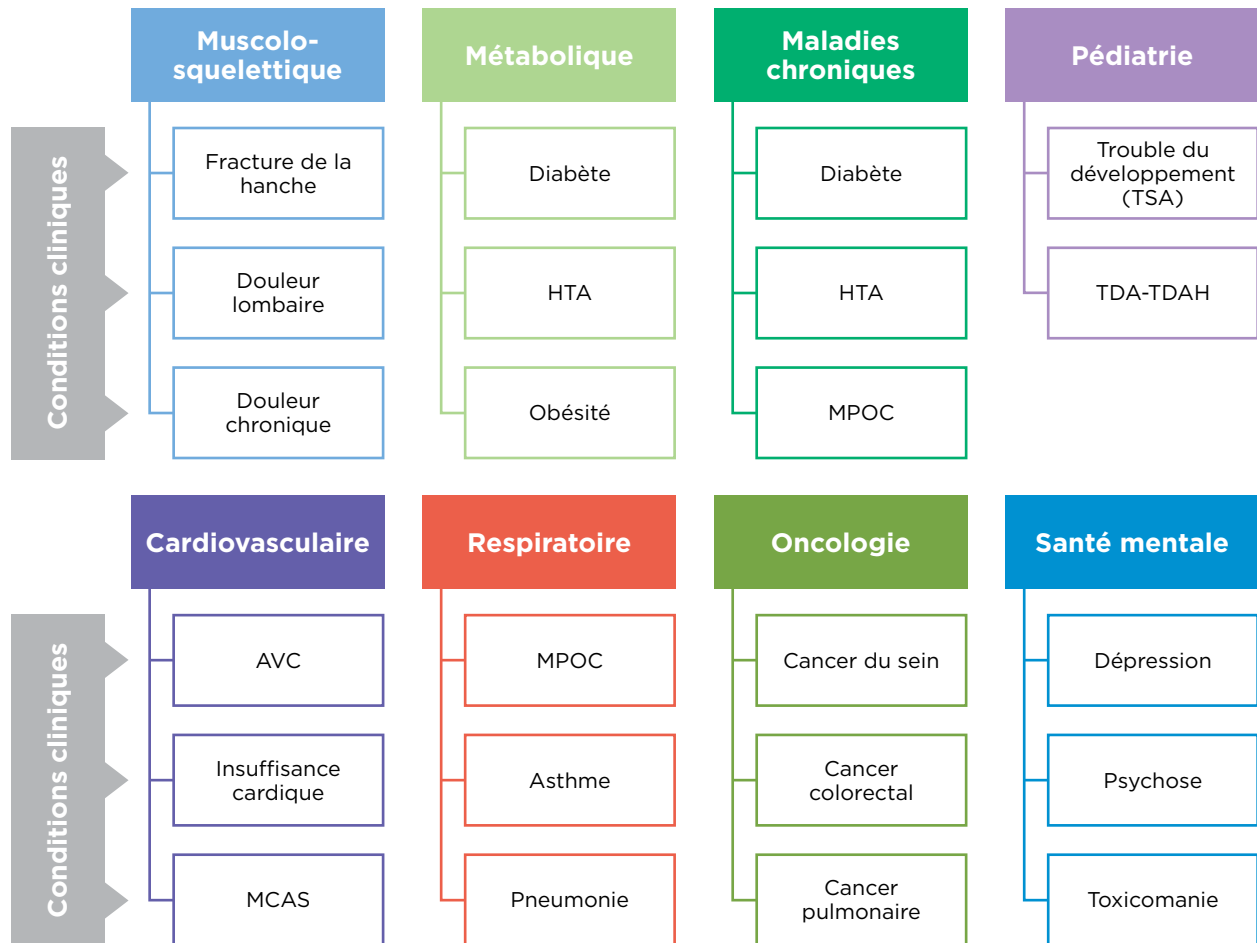 Muscolo-
squelettique
Métabolique
Maladies
chroniques
Pédiatrie
Conditions cliniques
Fracture de la
hanche
Diabète
Diabète
Trouble du
développement
(TSA)
Douleur
lombaire
HTA
HTA
TDA-TDAH
Douleur
chronique
Obésité
MPOC
Cardiovasculaire
Respiratoire
Oncologie
Santé mentale
Conditions cliniques
AVC
MPOC
Cancer du sein
Dépression
Insuffisance
cardique
Asthme
Cancer
colorectal
Psychose
MCAS
Pneumonie
Cancer
pulmonaire
Toxicomanie